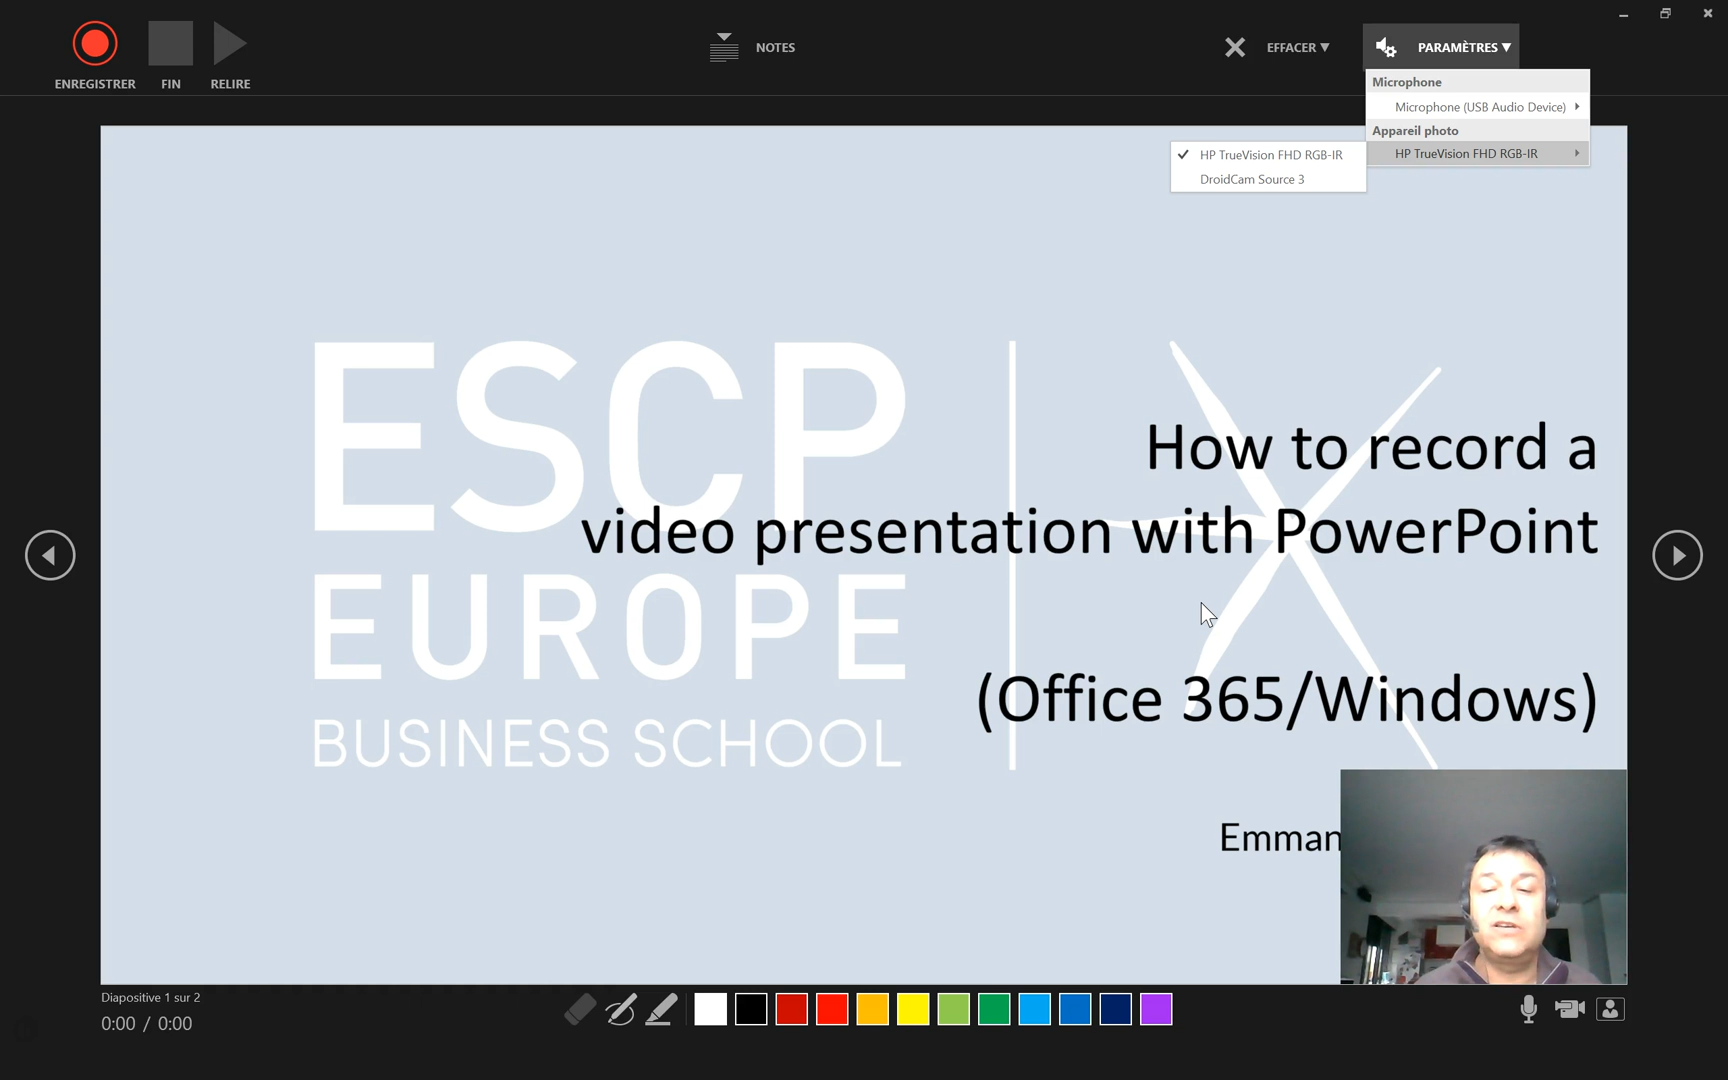 ENREGISTRER
FIN
RELIRE
NOTES
EFFACER
PARAMÈTRES
Microphone
Microphone (USB Audio Device)
Appareil photo
HP TrueVision FHD RGB-IR
HP TrueVision FHD RGB-IR
DroidCam Source 3
ESCP
EUROPE
BUSINESS SCHOOL
How to record a
video presentation with PowerPoint
(Office 365/Windows)
Emman
Diapositive 1 sur 2
0:00 / 0:00